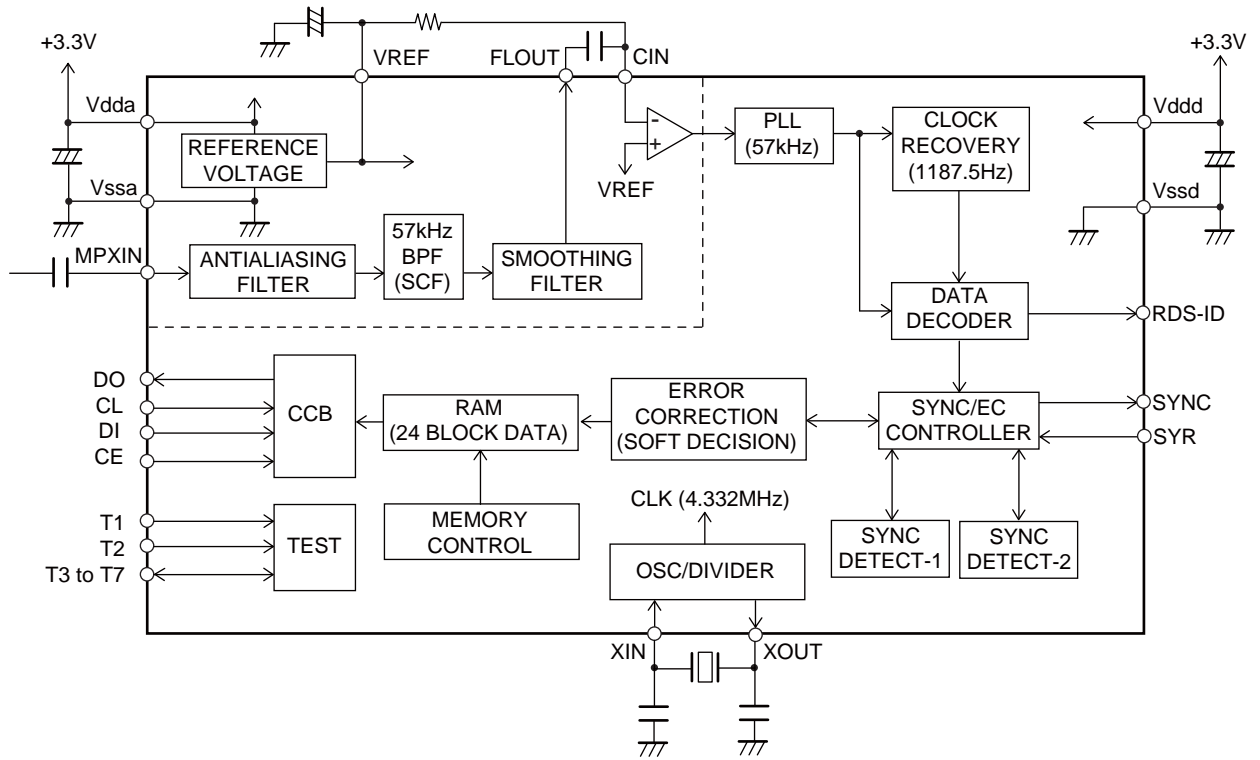 +3.3V
VREF
FLOUT
CIN
+3.3V
Vdda
REFERENCE
VOLTAGE
Vssa
VREF
PLL
(57kHz)
CLOCK
RECOVERY
(1187.5Hz)
Vddd
Vssd
MPXIN
ANTIALIASING
FILTER
57kHz
BPF
(SCF)
SMOOTHING
FILTER
DATA
DECODER
RDS-ID
DO
CL
DI
CE
CCB
RAM
(24 BLOCK DATA)
ERROR
CORRECTION
(SOFT DECISION)
SYNC/EC
CONTROLLER
SYNC
SYR
T1
T2
T3 to T7
TEST
MEMORY
CONTROL
CLK (4.332MHz)
OSC/DIVIDER
SYNC
DETECT-1
SYNC
DETECT-2
XIN
XOUT
-
+